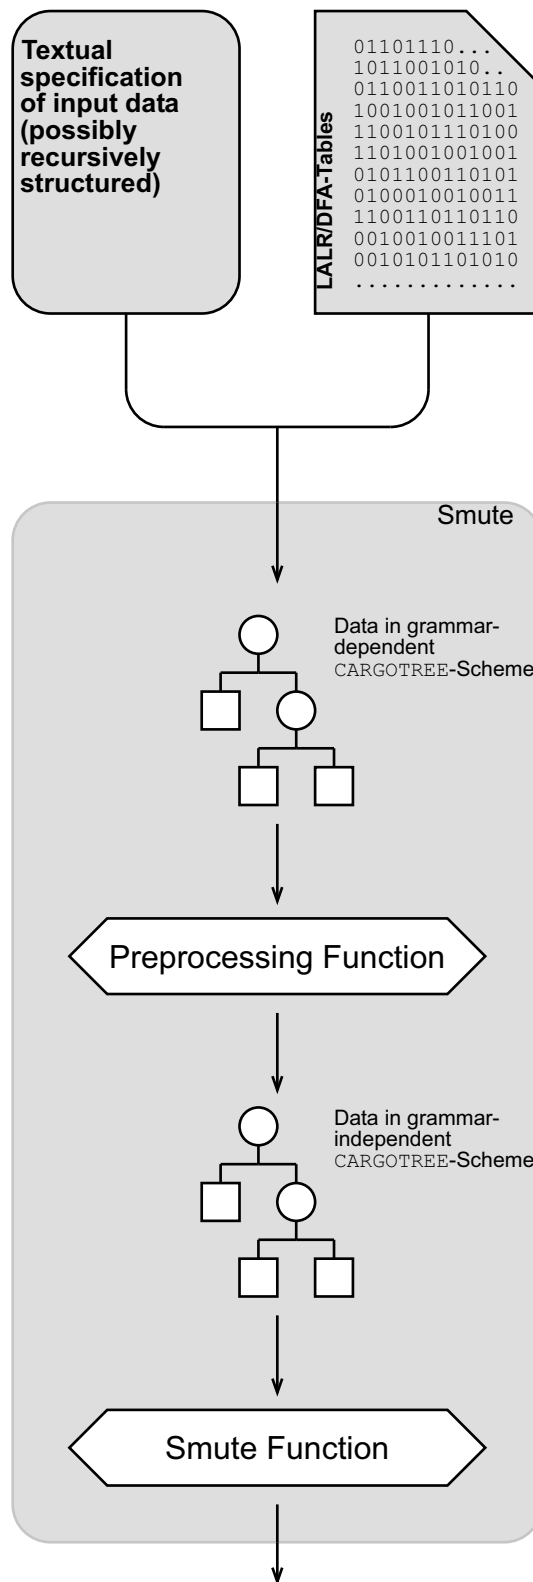 Textual
specification
of input data
(possibly
recursively
structured)
LALR/DFA-Tables
01101110...
1011001010..
0110011010110
1001001011001
1100101110100
1101001001001
0101100110101
0100010010011
1100110110110
0010010011101
0010101101010
.............
Smute
Data in grammar-
dependent
CARGOTREE-Scheme
Preprocessing Function
Data in grammar-
independent
CARGOTREE-Scheme
Smute Function